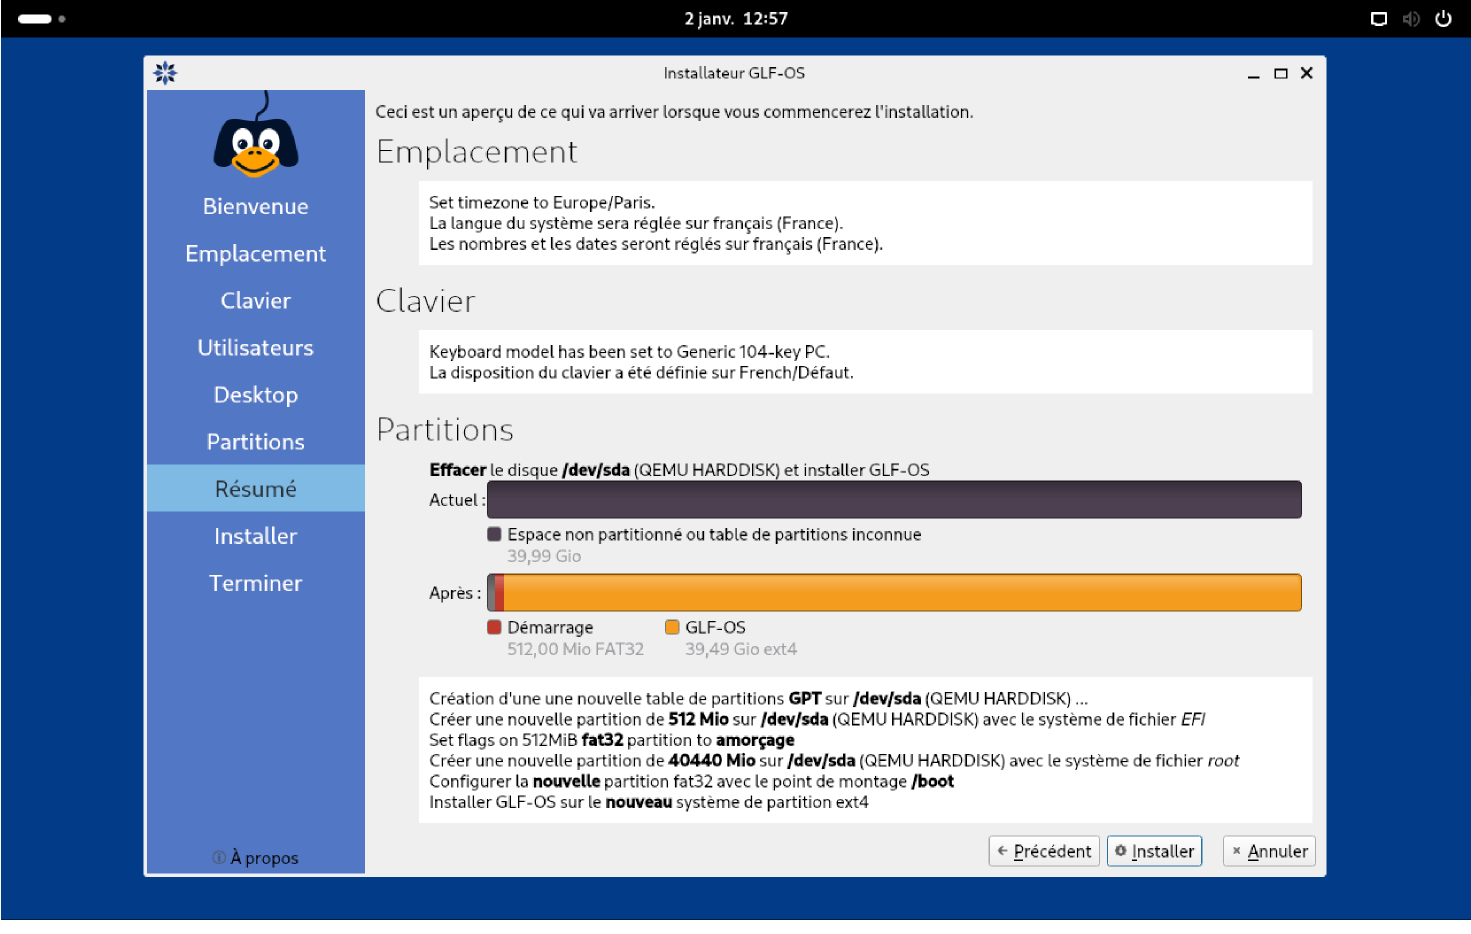 2 janv. 12:57
Installateur GLF-OS
Bienvenue
Emplacement
Clavier
Utilisateurs
Desktop
Partitions
Résumé
Installer
Terminer
À propos
Ceci est un aperçu de ce qui va arriver lorsque vous commencerez l'installation.
Emplacement
Set timezone to Europe/Paris.
La langue du système sera réglée sur français (France).
Les nombres et les dates seront réglés sur français (France).
Clavier
Keyboard model has been set to Generic 104-key PC.
La disposition du clavier a été définie sur French/Défaut.
Partitions
Effacer le disque /dev/sda (QEMU HARDDISK) et installer GLF-OS
Actuel :
Espace non partitionné ou table de partitions inconnue
39,99 Gio
Après :
Démarrage GLF-OS
512,00 Mio FAT32 39,49 Gio ext4
Création d'une une nouvelle table de partitions GPT sur /dev/sda (QEMU HARDDISK) ...
Créer une nouvelle partition de 512 Mio sur /dev/sda (QEMU HARDDISK) avec le système de fichier EFI
Set flags on 512MiB fat32 partition to amorçage
Créer une nouvelle partition de 40440 Mio sur /dev/sda (QEMU HARDDISK) avec le système de fichier root
Configurer la nouvelle partition fat32 avec le point de montage /boot
Installer GLF-OS sur le nouveau système de partition ext4
Précédent Installer Annuler